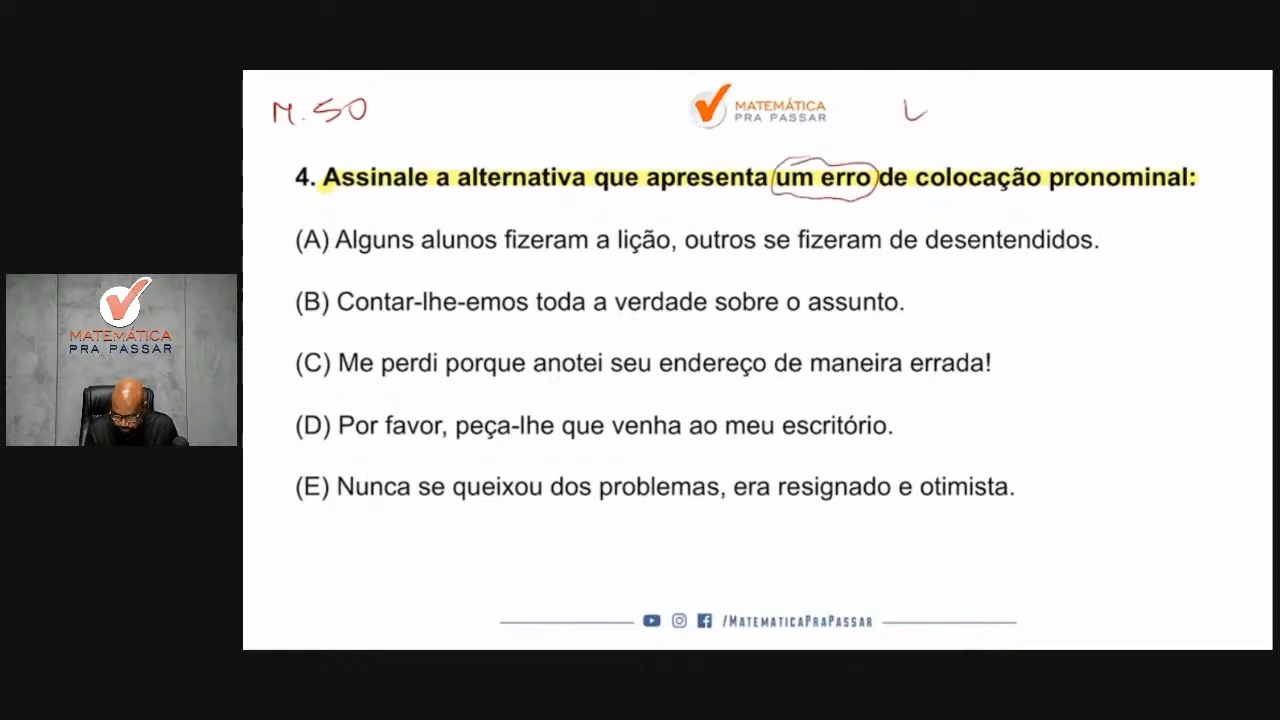 M.50
MATEMÁTICA
PRA PASSAR
L
4. Assinale a alternativa que apresenta um erro de colocação pronominal:
(A) Alguns alunos fizeram a lição, outros se fizeram de desentendidos.
(B) Contar-lhe-emos toda a verdade sobre o assunto.
(C) Me perdi porque anotei seu endereço de maneira errada!
(D) Por favor, peça-lhe que venha ao meu escritório.
(E) Nunca se queixou dos problemas, era resignado e otimista.
MATEMÁTICA
PRA PASSAR
/MATEMATICAPRAPASSAR